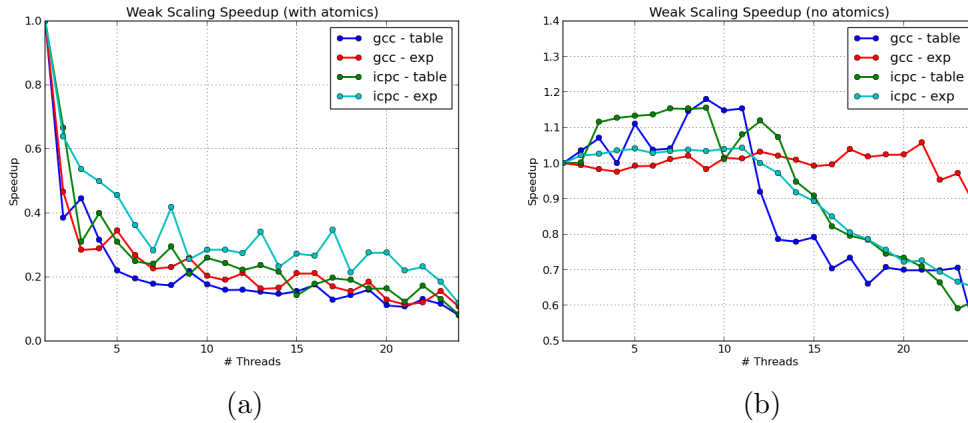 Weak Scaling Speedup (with atomics)
1.0
0.8
0.6
0.4
0.2
0.0
Speedup
5
10
15
20
# Threads
gcc - table
gcc - exp
icpc - table
icpc - exp
(a)
Weak Scaling Speedup (no atomics)
1.4
1.3
1.2
1.1
1.0
0.9
0.8
0.7
0.6
0.5
Speedup
5
10
15
20
# Threads
gcc - table
gcc - exp
icpc - table
icpc - exp
(b)